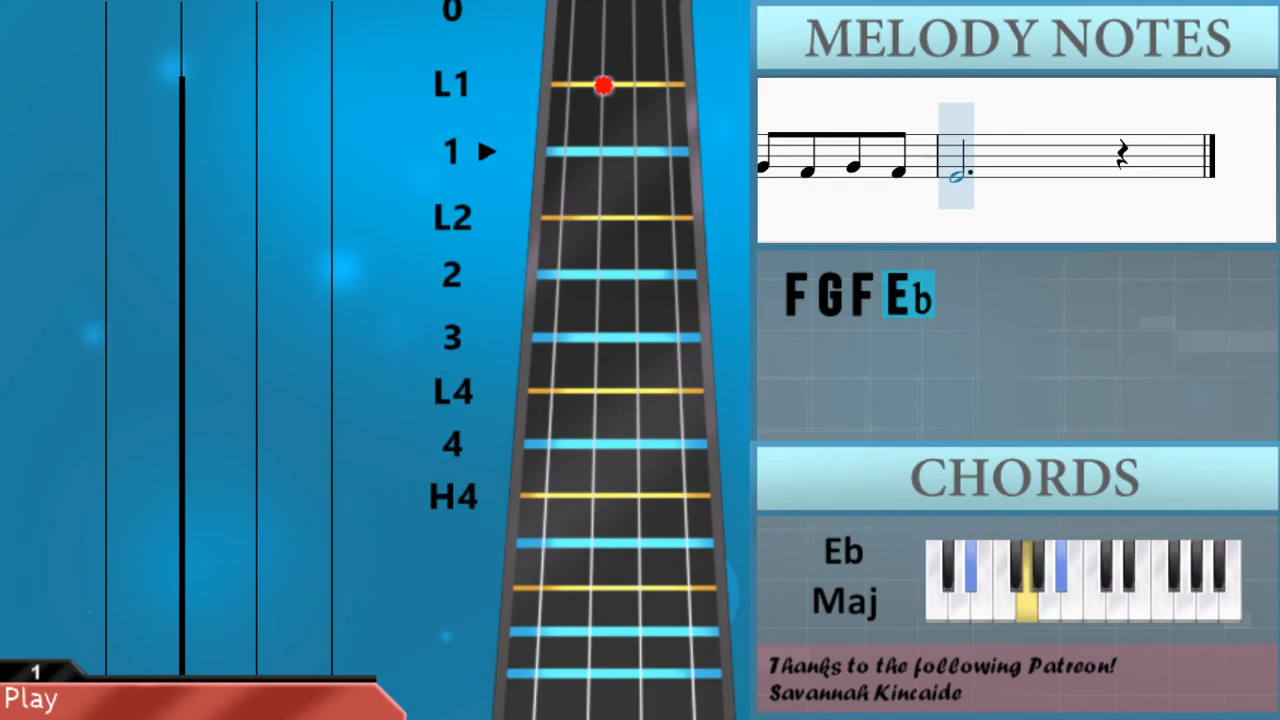 0
L1
1
L2
2
3
L4
4
H4
1
Play
MELODY NOTES
F G F Eb
CHORDS
Eb
Maj
Thanks to the following Patreon!
Savannah Kincaide